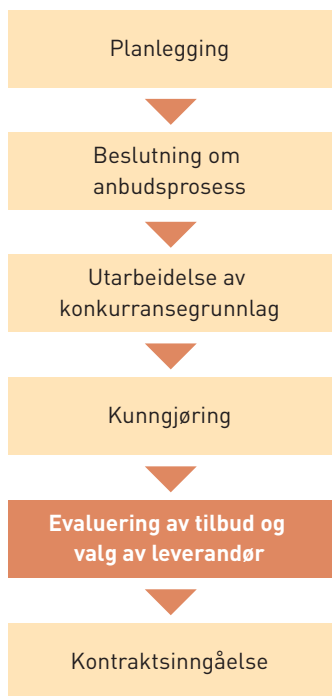 Planlegging
Beslutning om
anbudsprosess
Utarbeidelse av
konkurransegrunnlag
Kunngjøring
Evaluering av tilbud og
valg av leverandør
Kontraktsinngåelse